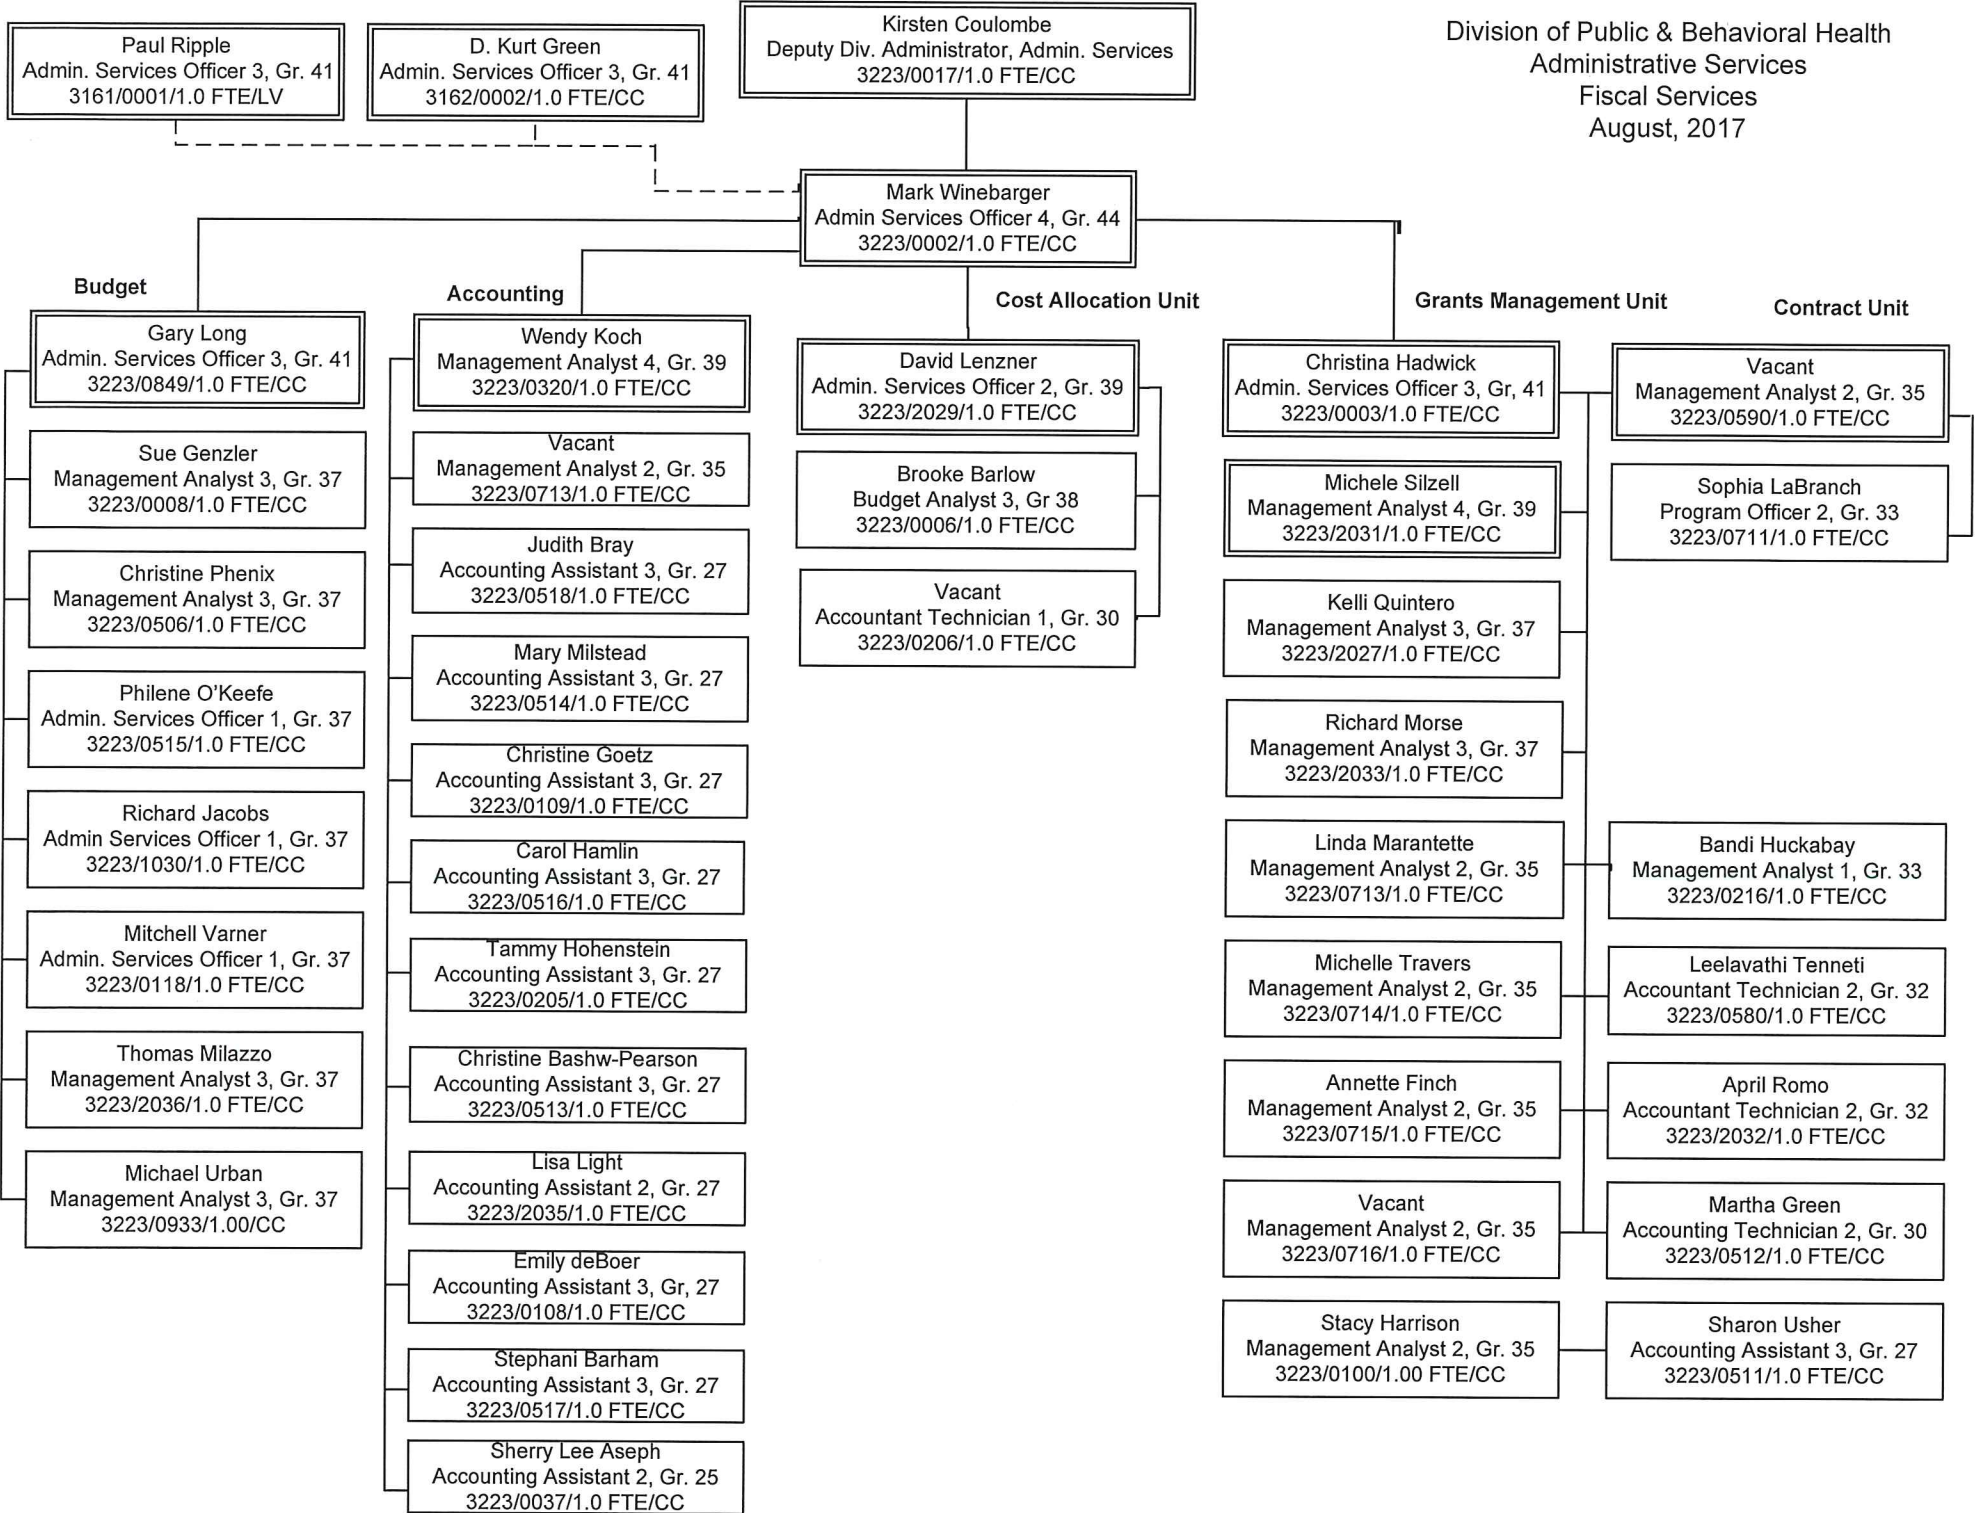 Division of Public & Behavioral Health
Administrative Services
Fiscal Services
August, 2017
Paul Ripple
Admin. Services Officer 3, Gr. 41
3161/0001/1.0 FTE/LV
D. Kurt Green
Admin. Services Officer 3, Gr. 41
3162/0002/1.0 FTE/CC
Kirsten Coulombe
Deputy Div. Administrator, Admin. Services
3223/0017/1.0 FTE/CC
Mark Winebarger
Admin Services Officer 4, Gr. 44
3223/0002/1.0 FTE/CC
Budget
Gary Long
Admin. Services Officer 3, Gr. 41
3223/0849/1.0 FTE/CC
Sue Genzler
Management Analyst 3, Gr. 37
3223/0008/1.0 FTE/CC
Christine Phenix
Management Analyst 3, Gr. 37
3223/0506/1.0 FTE/CC
Philene O'Keefe
Admin. Services Officer 1, Gr. 37
3223/0515/1.0 FTE/CC
Richard Jacobs
Admin Services Officer 1, Gr. 37
3223/1030/1.0 FTE/CC
Mitchell Varner
Admin. Services Officer 1, Gr. 37
3223/0118/1.0 FTE/CC
Thomas Milazzo
Management Analyst 3, Gr. 37
3223/2036/1.0 FTE/CC
Michael Urban
Management Analyst 3, Gr. 37
3223/0933/1.00/CC
Accounting
Wendy Koch
Management Analyst 4, Gr. 39
3223/0320/1.0 FTE/CC
Vacant
Management Analyst 2, Gr. 35
3223/0713/1.0 FTE/CC
Judith Bray
Accounting Assistant 3, Gr. 27
3223/0518/1.0 FTE/CC
Mary Milstead
Accounting Assistant 3, Gr. 27
3223/0514/1.0 FTE/CC
Christine Goetz
Accounting Assistant 3, Gr. 27
3223/0109/1.0 FTE/CC
Carol Hamlin
Accounting Assistant 3, Gr. 27
3223/0516/1.0 FTE/CC
Tammy Hohenstein
Accounting Assistant 3, Gr. 27
3223/0205/1.0 FTE/CC
Christine Bashw-Pearson
Accounting Assistant 3, Gr. 27
3223/0513/1.0 FTE/CC
Lisa Light
Accounting Assistant 2, Gr. 27
3223/2035/1.0 FTE/CC
Emily deBoer
Accounting Assistant 3, Gr, 27
3223/0108/1.0 FTE/CC
Stephani Barham
Accounting Assistant 3, Gr. 27
3223/0517/1.0 FTE/CC
Sherry Lee Aseph
Accounting Assistant 2, Gr. 25
3223/0037/1.0 FTE/CC
Cost Allocation Unit
David Lenzner
Admin. Services Officer 2, Gr. 39
3223/2029/1.0 FTE/CC
Brooke Barlow
Budget Analyst 3, Gr 38
3223/0006/1.0 FTE/CC
Vacant
Accountant Technician 1, Gr. 30
3223/0206/1.0 FTE/CC
Grants Management Unit
Christina Hadwick
Admin. Services Officer 3, Gr, 41
3223/0003/1.0 FTE/CC
Michele Silzell
Management Analyst 4, Gr. 39
3223/2031/1.0 FTE/CC
Kelli Quintero
Management Analyst 3, Gr. 37
3223/2027/1.0 FTE/CC
Richard Morse
Management Analyst 3, Gr. 37
3223/2033/1.0 FTE/CC
Linda Marantette
Management Analyst 2, Gr. 35
3223/0713/1.0 FTE/CC
Michelle Travers
Management Analyst 2, Gr. 35
3223/0714/1.0 FTE/CC
Annette Finch
Management Analyst 2, Gr. 35
3223/0715/1.0 FTE/CC
Vacant
Management Analyst 2, Gr. 35
3223/0716/1.0 FTE/CC
Stacy Harrison
Management Analyst 2, Gr. 35
3223/0100/1.00 FTE/CC
Contract Unit
Vacant
Management Analyst 2, Gr. 35
3223/0590/1.0 FTE/CC
Sophia LaBranch
Program Officer 2, Gr. 33
3223/0711/1.0 FTE/CC
Bandi Huckabay
Management Analyst 1, Gr. 33
3223/0216/1.0 FTE/CC
Leelavathi Tenneti
Accountant Technician 2, Gr. 32
3223/0580/1.0 FTE/CC
April Romo
Accountant Technician 2, Gr. 32
3223/2032/1.0 FTE/CC
Martha Green
Accounting Technician 2, Gr. 30
3223/0512/1.0 FTE/CC
Sharon Usher
Accounting Assistant 3, Gr. 27
3223/0511/1.0 FTE/CC